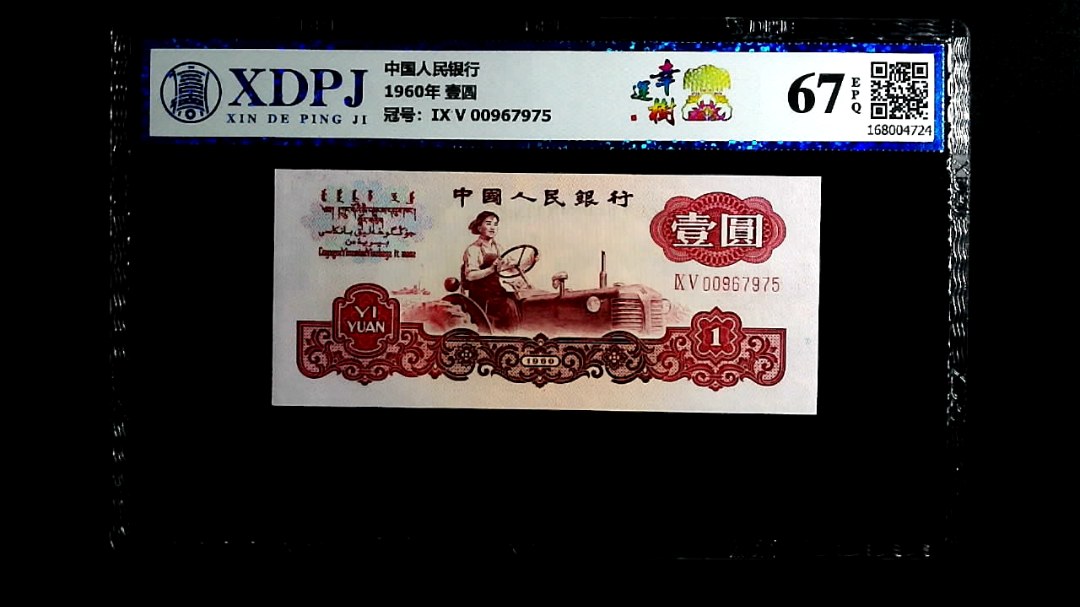 XDPJ
XIN DE PING JI
中国人民银行
1960年 壹圆
冠号： IX V 00967975
幸
運
樹
67
EPQ
168004724
中國人民銀行
壹圓
IX V 00967975
YI
YUAN
1960
1